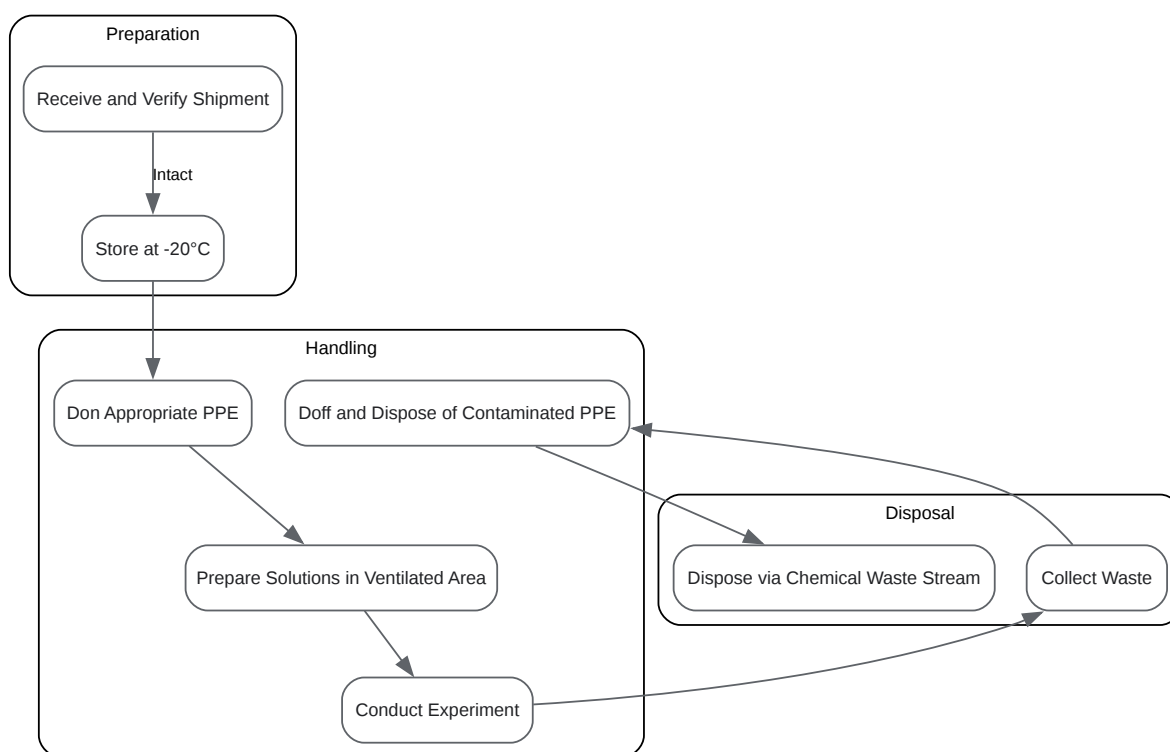 Preparation
Receive and Verify Shipment
Intact
Store at -20°C
Handling
Don Appropriate PPE
Doff and Dispose of Contaminated PPE
Disposal
Prepare Solutions in Ventilated Area
Dispose via Chemical Waste Stream
Collect Waste
Conduct Experiment